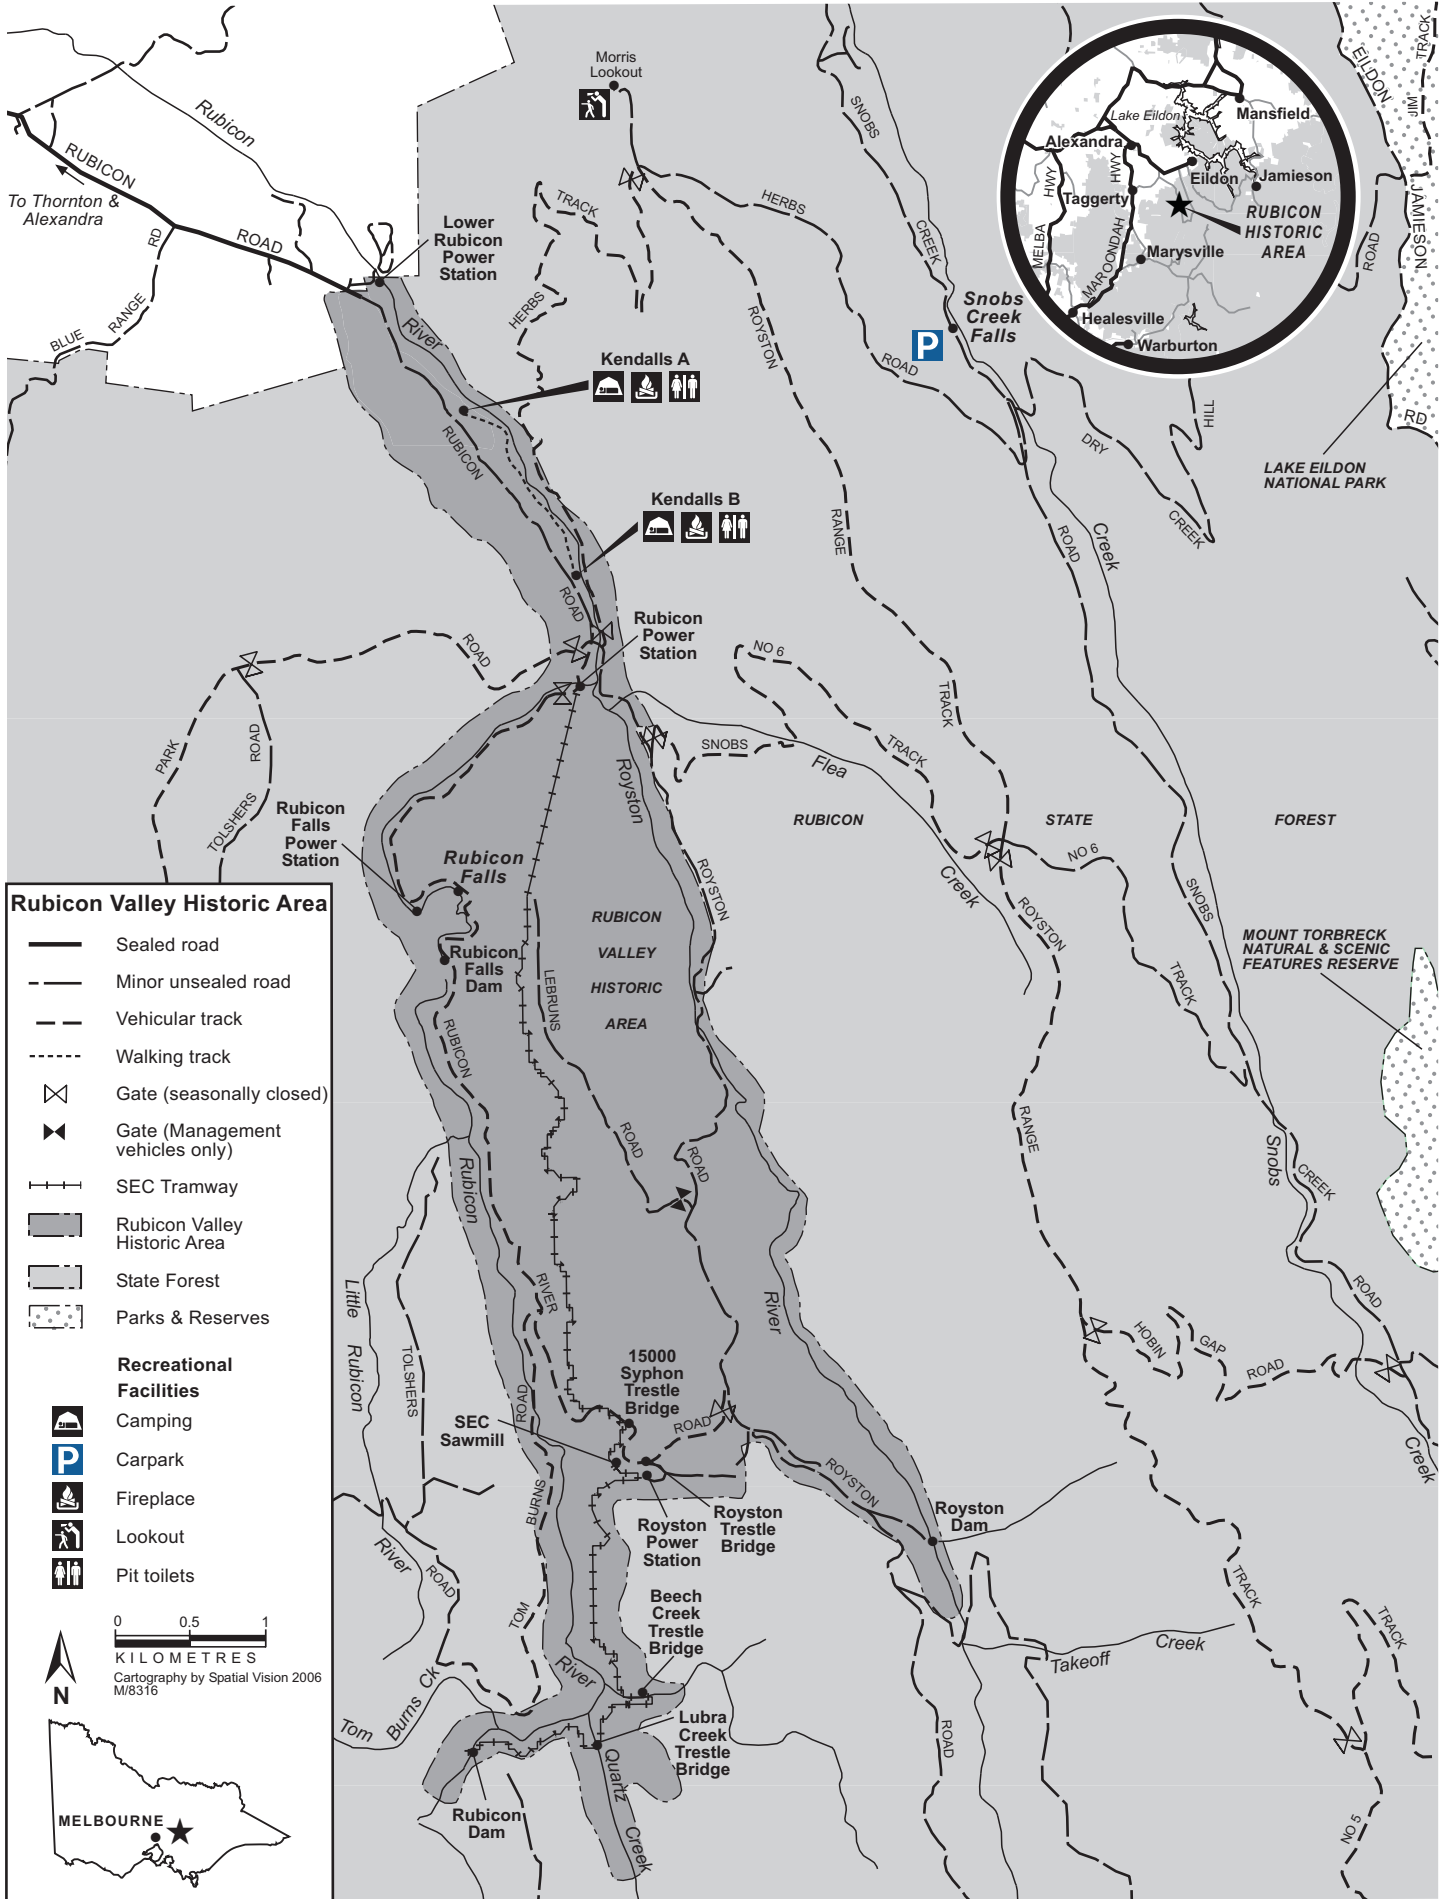 Morris
Lookout
Rubicon
RUBICON
To Thornton &
Alexandra
ROAD
RD
RANGE
BLUE
Lower
Rubicon
Power
Station
River
TRACK
HERBS
HERBS
ROAD
SNOBS
CREEK
ROYSTON
RANGE
TRACK
Snobs
Creek
Falls
P
Kendalls A
RUBICON
ROAD
Kendalls B
Rubicon
Power
Station
EILDON
JIM
TRACK
JAMIESON
ROAD
RD
Lake Eildon
Mansfield
Alexandra
HWY
HWY
Eildon
Jamieson
Taggerty
RUBICON
HISTORIC
AREA
MELBA
MAROONDAH
Marysville
Healesville
Warburton
HILL
DRY
CREEK
LAKE EILDON
NATIONAL PARK
ROAD
Creek
ROAD
PARK
ROAD
TOLSHERS
NO 6
TRACK
SNOBS
Flea
Creek
Royston
RUBICON
STATE
FOREST
Rubicon
Falls
Power
Station
Rubicon
Falls
ROYSTON
RUBICON
VALLEY
HISTORIC
AREA
Rubicon
Falls
Dam
LEBRUNS
ROAD
ROAD
RUBICON
NO 6
TRACK
ROYSTON
RANGE
SNOBS
MOUNT TORBRECK
NATURAL & SCENIC
FEATURES RESERVE
Snobs
CREEK
ROAD
Creek
Rubicon
RIVER
ROAD
River
Little
Rubicon
River
TOLSHERS
ROAD
HOBIN
GAP
ROAD
15000
Syphon
Trestle
Bridge
SEC
Sawmill
ROAD
ROYSTON
Royston
Dam
Royston
Trestle
Bridge
Royston
Power
Station
BURNS
TOM
Beech
Creek
Trestle
Bridge
River
Takeoff
Creek
TRACK
TRACK
NO 5
ROAD
Tom
Burns Ck
Lubra
Creek
Trestle
Bridge
Quartz
Creek
Rubicon
Dam
Rubicon Valley Historic Area
Sealed road
Minor unsealed road
Vehicular track
Walking track
Gate (seasonally closed)
Gate (Management
vehicles only)
SEC Tramway
Rubicon Valley
Historic Area
State Forest
Parks & Reserves
Recreational
Facilities
Camping
P
Carpark
Fireplace
Lookout
Pit toilets
0 0.5 1
KILOMETRES
Cartography by Spatial Vision 2006
M/8316
N
MELBOURNE